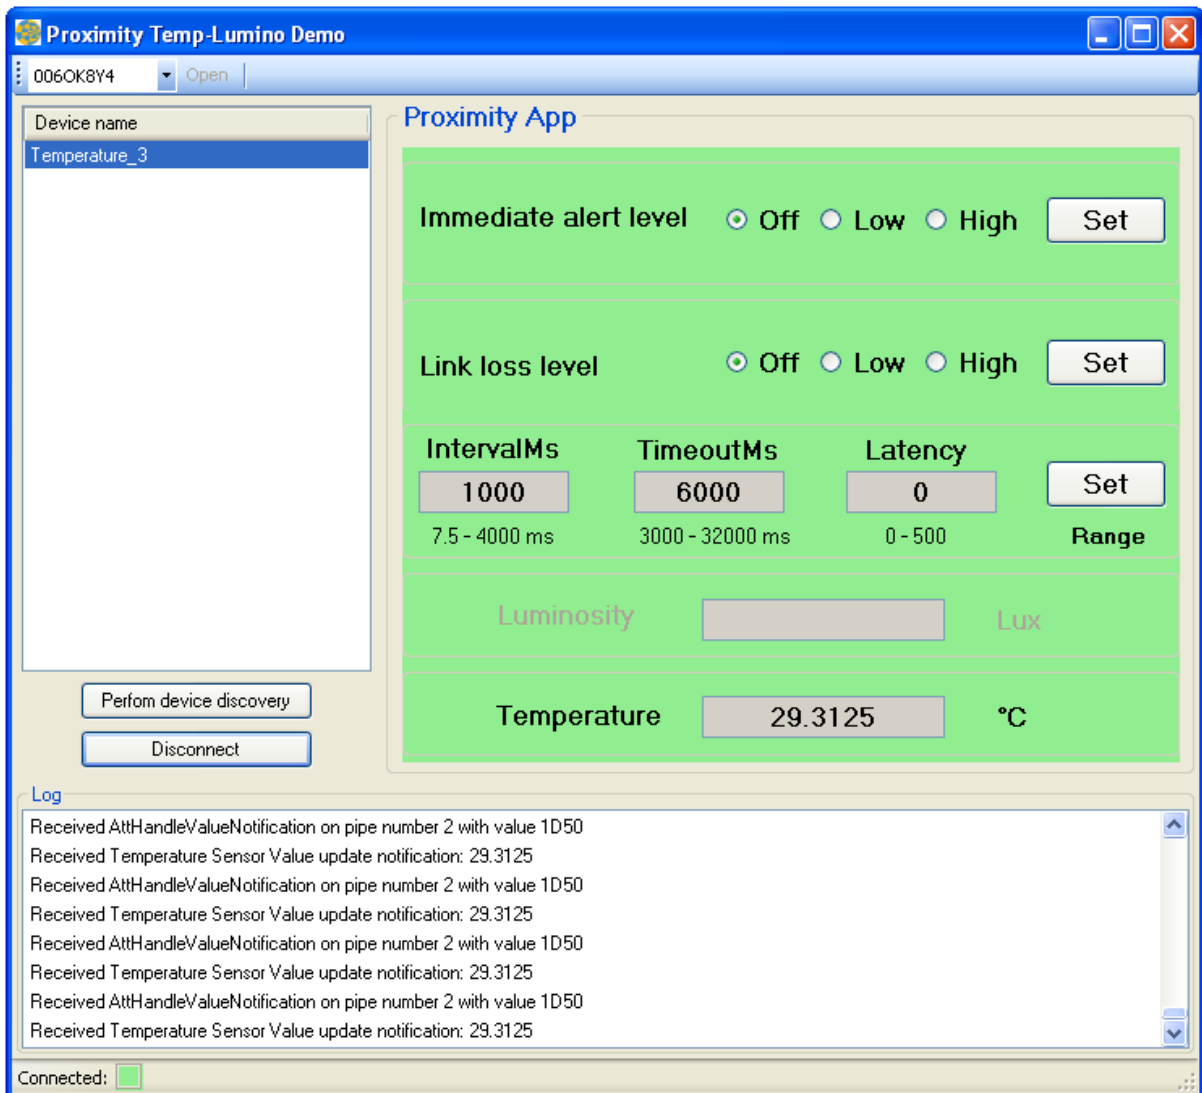 Proximity Temp-Lumino Demo
006OK8Y4 Open
Device name
Temperature_3
Perfom device discovery
Disconnect
Proximity App
Immediate alert level Off Low High Set
Link loss level Off Low High Set
IntervalMs TimeoutMs Latency
1000 6000 0 Set
7.5 - 4000 ms 3000 - 32000 ms 0 - 500 Range
Luminosity Lux
Temperature 29.3125 °C
Log
Received AttHandleValueNotification on pipe number 2 with value 1D50
Received Temperature Sensor Value update notification: 29.3125
Received AttHandleValueNotification on pipe number 2 with value 1D50
Received Temperature Sensor Value update notification: 29.3125
Received AttHandleValueNotification on pipe number 2 with value 1D50
Received Temperature Sensor Value update notification: 29.3125
Received AttHandleValueNotification on pipe number 2 with value 1D50
Received Temperature Sensor Value update notification: 29.3125
Connected: